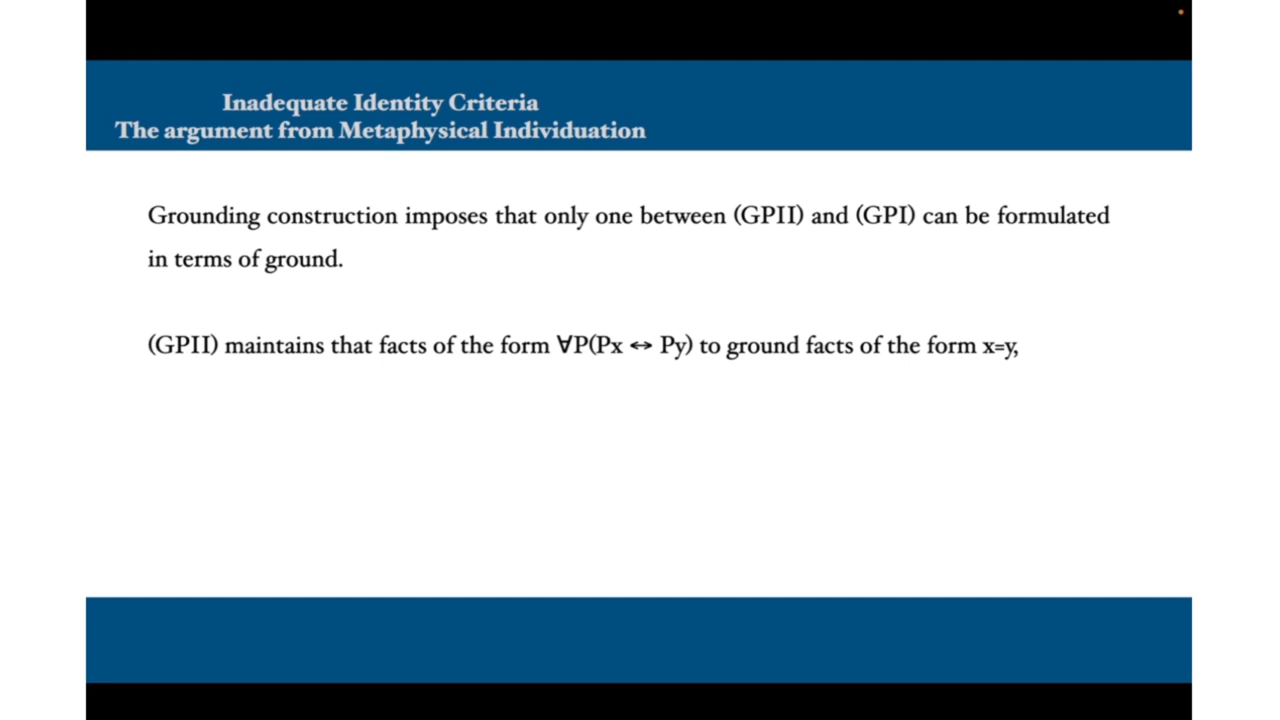 Inadequate Identity Criteria
The argument from Metaphysical Individuation
Grounding construction imposes that only one between (GPII) and (GPI) can be formulated
in terms of ground.
(GPII) maintains that facts of the form ∀P(Px ↔ Py) to ground facts of the form x=y,